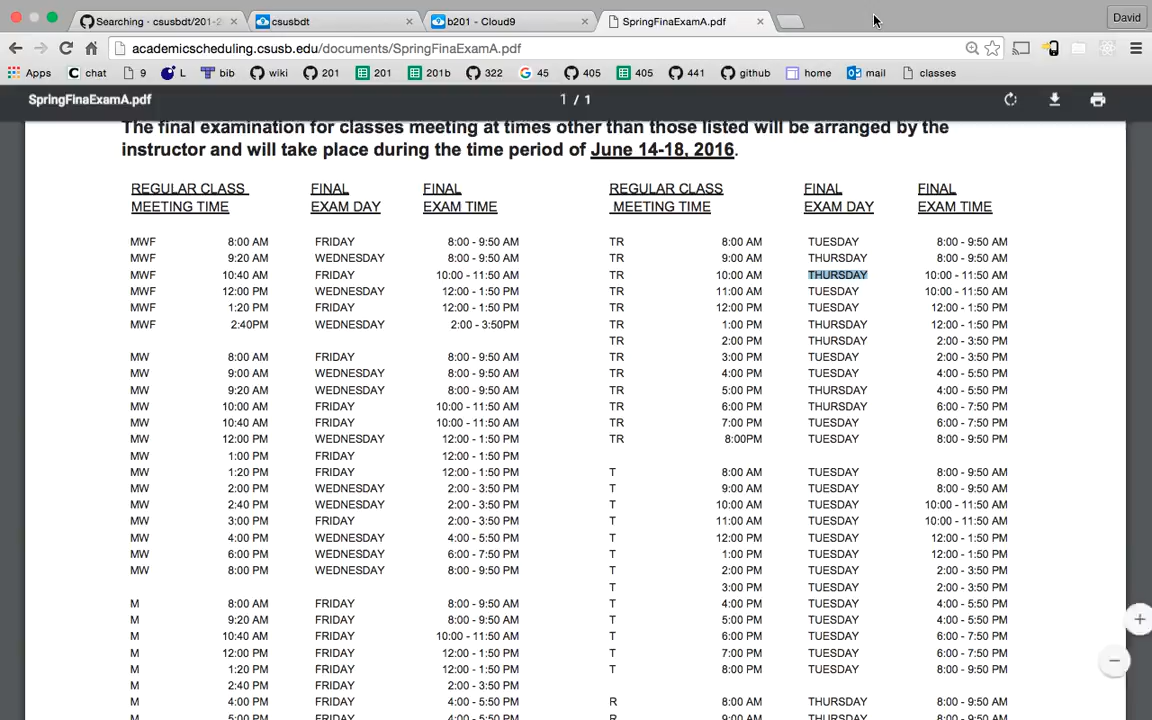 Searching - csusbdt/201-2
csusbdt
b201 - Cloud9
SpringFinaExamA.pdf
David
academicscheduling.csusb.edu/documents/SpringFinaExamA.pdf
Apps chat 9 L bib wiki 201 201 201b 322 45 405 405 441 github home mail classes
SpringFinaExamA.pdf 1 / 1
The final examination for classes meeting at times other than those listed will be arranged by the
instructor and will take place during the time period of June 14-18, 2016.
REGULAR CLASS FINAL FINAL REGULAR CLASS FINAL FINAL
MEETING TIME EXAM DAY EXAM TIME MEETING TIME EXAM DAY EXAM TIME
MWF 8:00 AM FRIDAY 8:00 - 9:50 AM TR 8:00 AM TUESDAY 8:00 - 9:50 AM
MWF 9:20 AM WEDNESDAY 8:00 - 9:50 AM TR 9:00 AM THURSDAY 8:00 - 9:50 AM
MWF 10:40 AM FRIDAY 10:00 - 11:50 AM TR 10:00 AM THURSDAY 10:00 - 11:50 AM
MWF 12:00 PM WEDNESDAY 12:00 - 1:50 PM TR 11:00 AM TUESDAY 10:00 - 11:50 AM
MWF 1:20 PM FRIDAY 12:00 - 1:50 PM TR 12:00 PM TUESDAY 12:00 - 1:50 PM
MWF 2:40PM WEDNESDAY 2:00 - 3:50PM TR 1:00 PM THURSDAY 12:00 - 1:50 PM
TR 2:00 PM THURSDAY 2:00 - 3:50 PM
MW 8:00 AM FRIDAY 8:00 - 9:50 AM TR 3:00 PM TUESDAY 2:00 - 3:50 PM
MW 9:00 AM WEDNESDAY 8:00 - 9:50 AM TR 4:00 PM TUESDAY 4:00 - 5:50 PM
MW 9:20 AM WEDNESDAY 8:00 - 9:50 AM TR 5:00 PM THURSDAY 4:00 - 5:50 PM
MW 10:00 AM FRIDAY 10:00 - 11:50 AM TR 6:00 PM THURSDAY 6:00 - 7:50 PM
MW 10:40 AM FRIDAY 10:00 - 11:50 AM TR 7:00 PM TUESDAY 6:00 - 7:50 PM
MW 12:00 PM WEDNESDAY 12:00 - 1:50 PM TR 8:00PM TUESDAY 8:00 - 9:50 PM
MW 1:00 PM FRIDAY 12:00 - 1:50 PM
MW 1:20 PM FRIDAY 12:00 - 1:50 PM T 8:00 AM TUESDAY 8:00 - 9:50 AM
MW 2:00 PM WEDNESDAY 2:00 - 3:50 PM T 9:00 AM TUESDAY 8:00 - 9:50 AM
MW 2:40 PM WEDNESDAY 2:00 - 3:50 PM T 10:00 AM TUESDAY 10:00 - 11:50 AM
MW 3:00 PM FRIDAY 2:00 - 3:50 PM T 11:00 AM TUESDAY 10:00 - 11:50 AM
MW 4:00 PM WEDNESDAY 4:00 - 5:50 PM T 12:00 PM TUESDAY 12:00 - 1:50 PM
MW 6:00 PM WEDNESDAY 6:00 - 7:50 PM T 1:00 PM TUESDAY 12:00 - 1:50 PM
MW 8:00 PM WEDNESDAY 8:00 - 9:50 PM T 2:00 PM TUESDAY 2:00 - 3:50 PM
T 3:00 PM TUESDAY 2:00 - 3:50 PM
M 8:00 AM FRIDAY 8:00 - 9:50 AM T 4:00 PM TUESDAY 4:00 - 5:50 PM
M 9:20 AM FRIDAY 8:00 - 9:50 AM T 5:00 PM TUESDAY 4:00 - 5:50 PM
M 10:40 AM FRIDAY 10:00 - 11:50 AM T 6:00 PM TUESDAY 6:00 - 7:50 PM
M 12:00 PM FRIDAY 12:00 - 1:50 PM T 7:00 PM TUESDAY 6:00 - 7:50 PM
M 1:20 PM FRIDAY 12:00 - 1:50 PM T 8:00 PM TUESDAY 8:00 - 9:50 PM
M 2:40 PM FRIDAY 2:00 - 3:50 PM
M 4:00 PM FRIDAY 4:00 - 5:50 PM R 8:00 AM THURSDAY 8:00 - 9:50 AM
M 5:00 PM FRIDAY 4:00 - 5:50 PM R 9:00 AM THURSDAY 8:00 - 9:50 AM